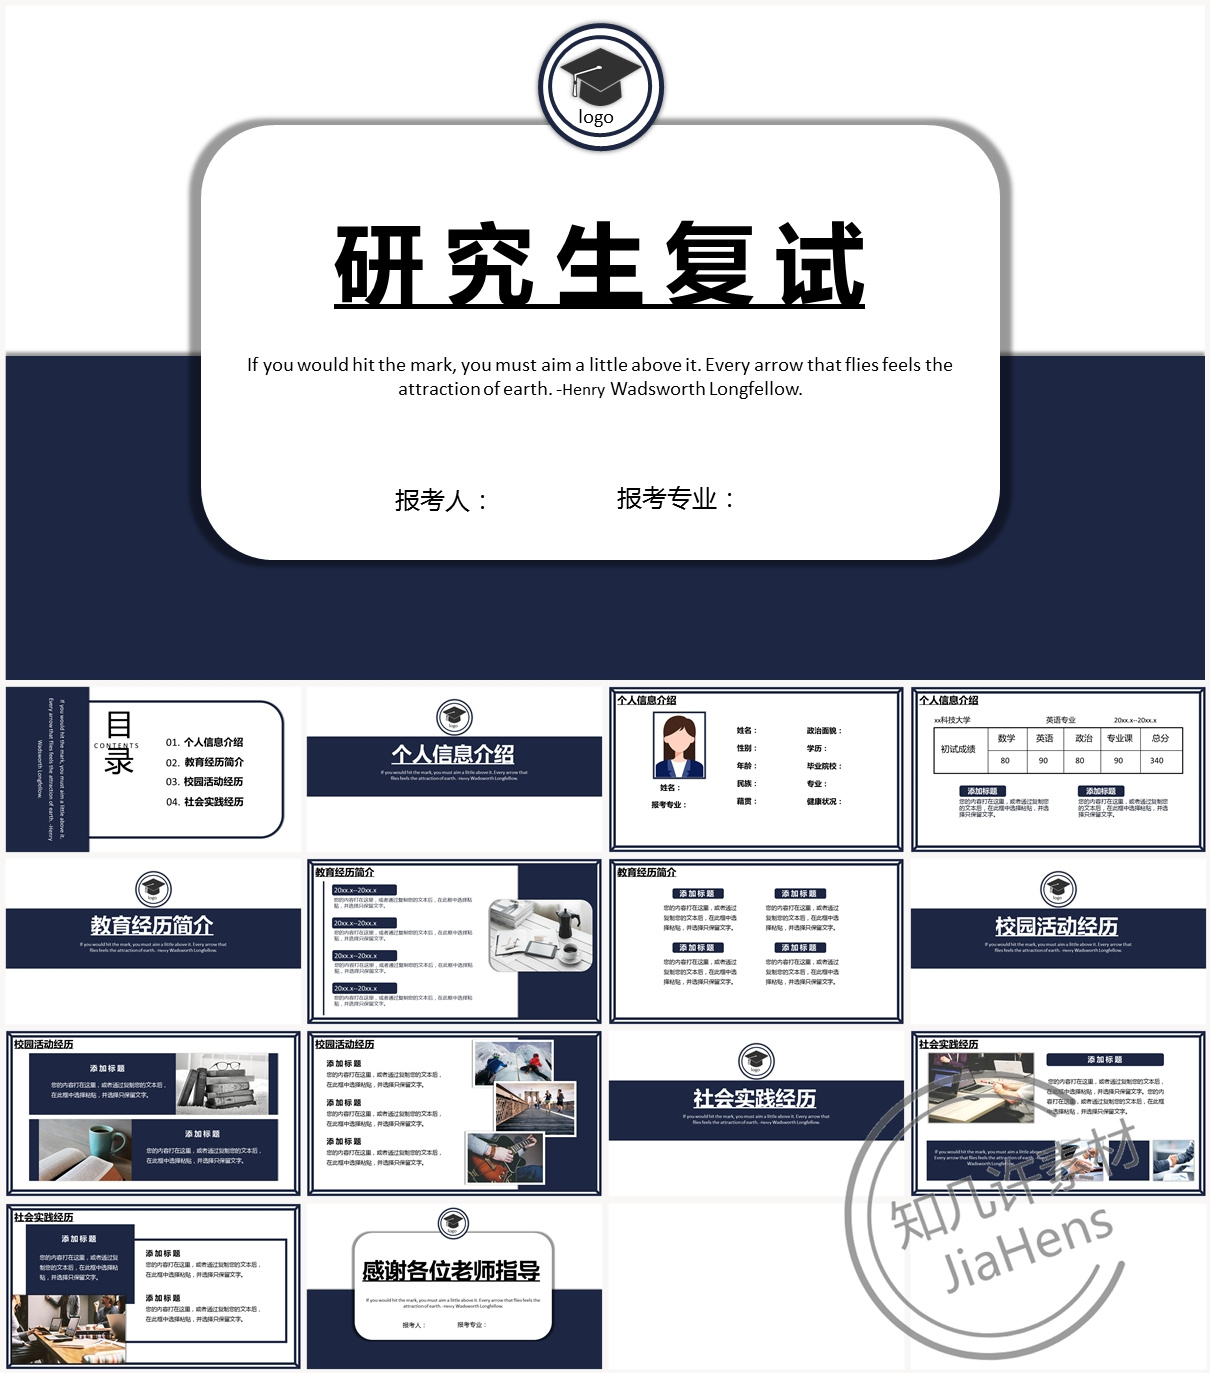 logo
研究生复试
If you would hit the mark, you must aim a little above it. Every arrow that flies feels the
attraction of earth. -Henry Wadsworth Longfellow.
报考人：
报考专业：
If you would hit the mark, you must aim a little above it.
Every arrow that flies feels the attraction of earth. -Henry
Wadsworth Longfellow.
目录
CONTENTS
01. 个人信息介绍
02. 教育经历简介
03. 校园活动经历
04. 社会实践经历
logo
个人信息介绍
If you would hit the mark, you must aim a little above it. Every arrow that
flies feels the attraction of earth. -Henry Wadsworth Longfellow.
个人信息介绍
姓名：
报考专业：
姓名：
性别：
年龄：
民族：
籍贯：
政治面貌：
学历：
毕业院校：
专业：
健康状况：
个人信息介绍
xx科技大学
英语专业
20xx.x--20xx.x
初试成绩
数学 英语 政治 专业课 总分
80 90 80 90 340
添加标题
您的内容打在这里，或者通过复制您
的文本后，在此框中选择粘贴，并选
择只保留文字。
添加标题
您的内容打在这里，或者通过复制您
的文本后，在此框中选择粘贴，并选
择只保留文字。
logo
教育经历简介
If you would hit the mark, you must aim a little above it. Every arrow that
flies feels the attraction of earth. -Henry Wadsworth Longfellow.
教育经历简介
20xx.x--20xx.x
您的内容打在这里，或者通过复制您的文本后，在此框中选择粘
贴，并选择只保留文字。
20xx.x--20xx.x
您的内容打在这里，或者通过复制您的文本后，在此框中选择粘
贴，并选择只保留文字。
20xx.x--20xx.x
您的内容打在这里，或者通过复制您的文本后，在此框中选择粘
贴，并选择只保留文字。
20xx.x--20xx.x
您的内容打在这里，或者通过复制您的文本后，在此框中选择粘
贴，并选择只保留文字。
教育经历简介
添加标题
您的内容打在这里，或者通过
复制您的文本后，在此框中选
择粘贴，并选择只保留文字。
添加标题
您的内容打在这里，或者通过
复制您的文本后，在此框中选
择粘贴，并选择只保留文字。
添加标题
您的内容打在这里，或者通过
复制您的文本后，在此框中选
择粘贴，并选择只保留文字。
添加标题
您的内容打在这里，或者通过
复制您的文本后，在此框中选
择粘贴，并选择只保留文字。
logo
校园活动经历
If you would hit the mark, you must aim a little above it. Every arrow that
flies feels the attraction of earth. -Henry Wadsworth Longfellow.
校园活动经历
添加标题
您的内容打在这里，或者通过复制您的文本后，
在此框中选择粘贴，并选择只保留文字。
添加标题
您的内容打在这里，或者通过复制您的文本后，
在此框中选择粘贴，并选择只保留文字。
校园活动经历
添加标题
您的内容打在这里，或者通过复制您的文本后，
在此框中选择粘贴，并选择只保留文字。
添加标题
您的内容打在这里，或者通过复制您的文本后，
在此框中选择粘贴，并选择只保留文字。
添加标题
您的内容打在这里，或者通过复制您的文本后，
在此框中选择粘贴，并选择只保留文字。
logo
社会实践经历
If you would hit the mark, you must aim a little above it. Every arrow that
flies feels the attraction of earth. -Henry Wadsworth Longfellow.
社会实践经历
添加标题
您的内容打在这里，或者通过复制您的文本后，
在此框中选择粘贴，并选择只保留文字。您的内
容打在这里，或者通过复制您的文本后，在此框
中选择粘贴，并选择只保留文字。
If you would hit the mark, you must aim a little above it.
Every arrow that flies feels the attraction of earth. -Henry
Wadsworth Longfellow.
社会实践经历
添加标题
您的内容打在这里，或者通过复
制您的文本后，在此框中选择粘
贴，并选择只保留文字。
添加标题
您的内容打在这里，或者通过复制您的文本后，
在此框中选择粘贴，并选择只保留文字。
添加标题
您的内容打在这里，或者通过复制您的文本后，
在此框中选择粘贴，并选择只保留文字。
logo
感谢各位老师指导
If you would hit the mark, you must aim a little above it. Every arrow that flies feels the
attraction of earth. -Henry Wadsworth Longfellow.
报考人：
报考专业：
知几许素材
JiaHens